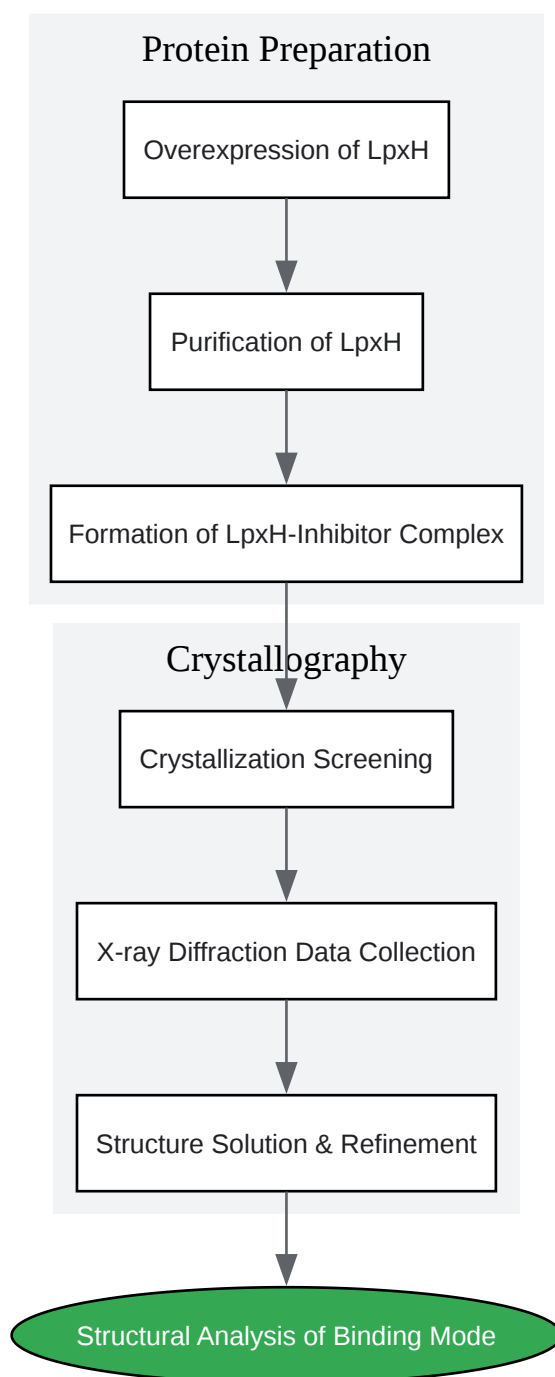 Protein Preparation
Overexpression of LpxH
Purification of LpxH
Formation of LpxH-Inhibitor Complex
Crystallography
Crystallization Screening
X-ray Diffraction Data Collection
Structure Solution & Refinement
Structural Analysis of Binding Mode